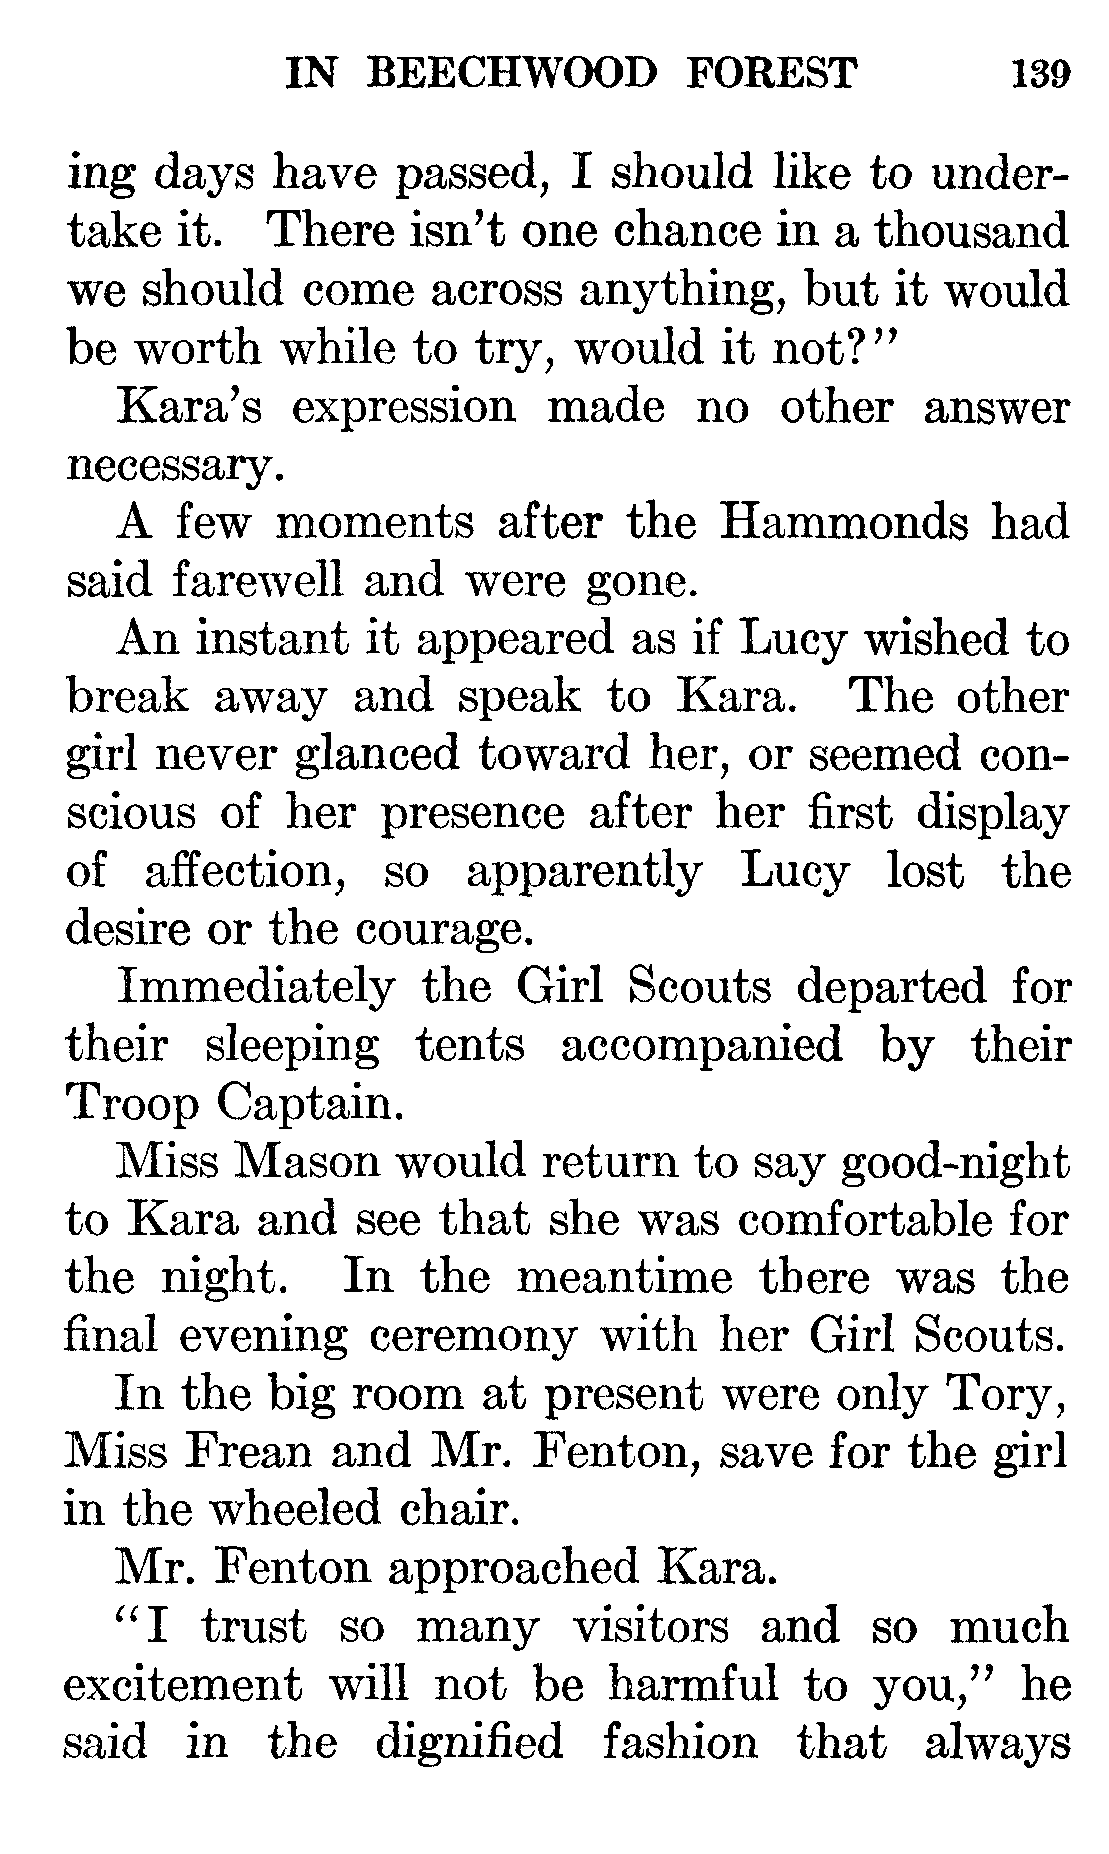 IN BEECHWOOD FOREST 139
ing days have passed, I should like to under-
take it. There isn't one chance in a thousand
we should come across anything, but it would
be worth while to try, would it not?"
Kara's expression made no other answer
necessary.
A few moments after the Hammonds had
said farewell and were gone.
An instant it appeared as if Lucy wished to
break away and speak to Kara. The other
girl never glanced toward her, or seemed con-
scious of her presence after her first display
of affection, so apparently Lucy lost the
desire or the courage.
Immediately the Girl Scouts departed for
their sleeping tents accompanied by their
Troop Captain.
Miss Mason would return to say good-night
to Kara and see that she was comfortable for
the night. In the meantime there was the
final evening ceremony with her Girl Scouts.
In the big room at present were only Tory,
Miss Frean and Mr. Fenton, save for the girl
in the wheeled chair.
Mr. Fenton approached Kara.
"I trust so many visitors and so much
excitement will not be harmful to you," he
said in the dignified fashion that always